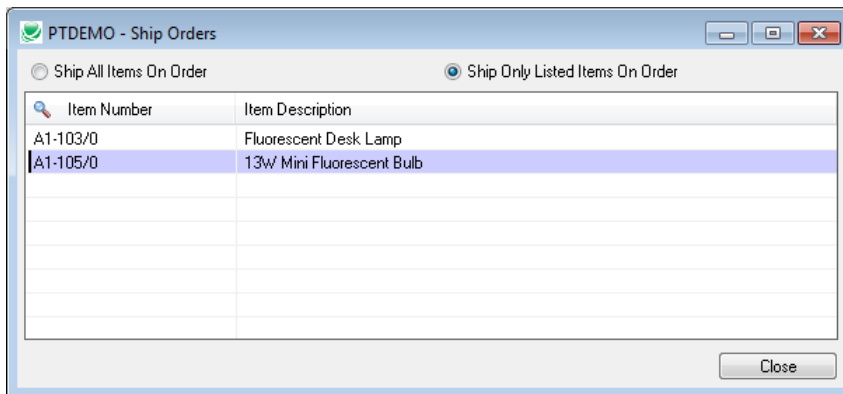 PTDEMO - Ship Orders
Ship All Items On Order Ship Only Listed Items On Order
Item Number Item Description
A1-103/0 Fluorescent Desk Lamp
A1-105/0 13W Mini Fluorescent Bulb
Close